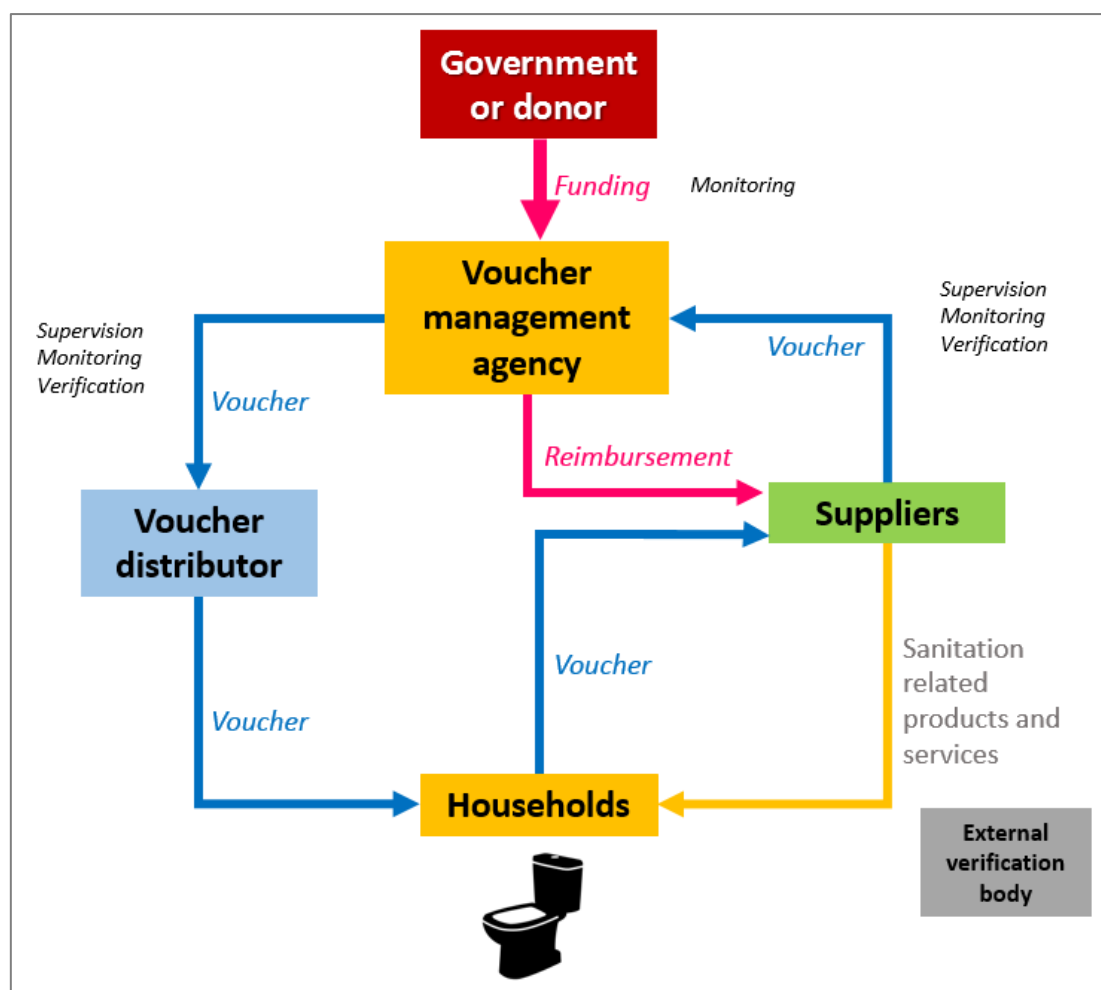 Government
or donor
Funding
Monitoring
Voucher
management
agency
Supervision
Monitoring
Verification
Voucher
Supervision
Monitoring
Verification
Voucher
Reimbursement
Voucher
distributor
Suppliers
Voucher
Voucher
Sanitation
related
products and
services
Households
External
verification
body